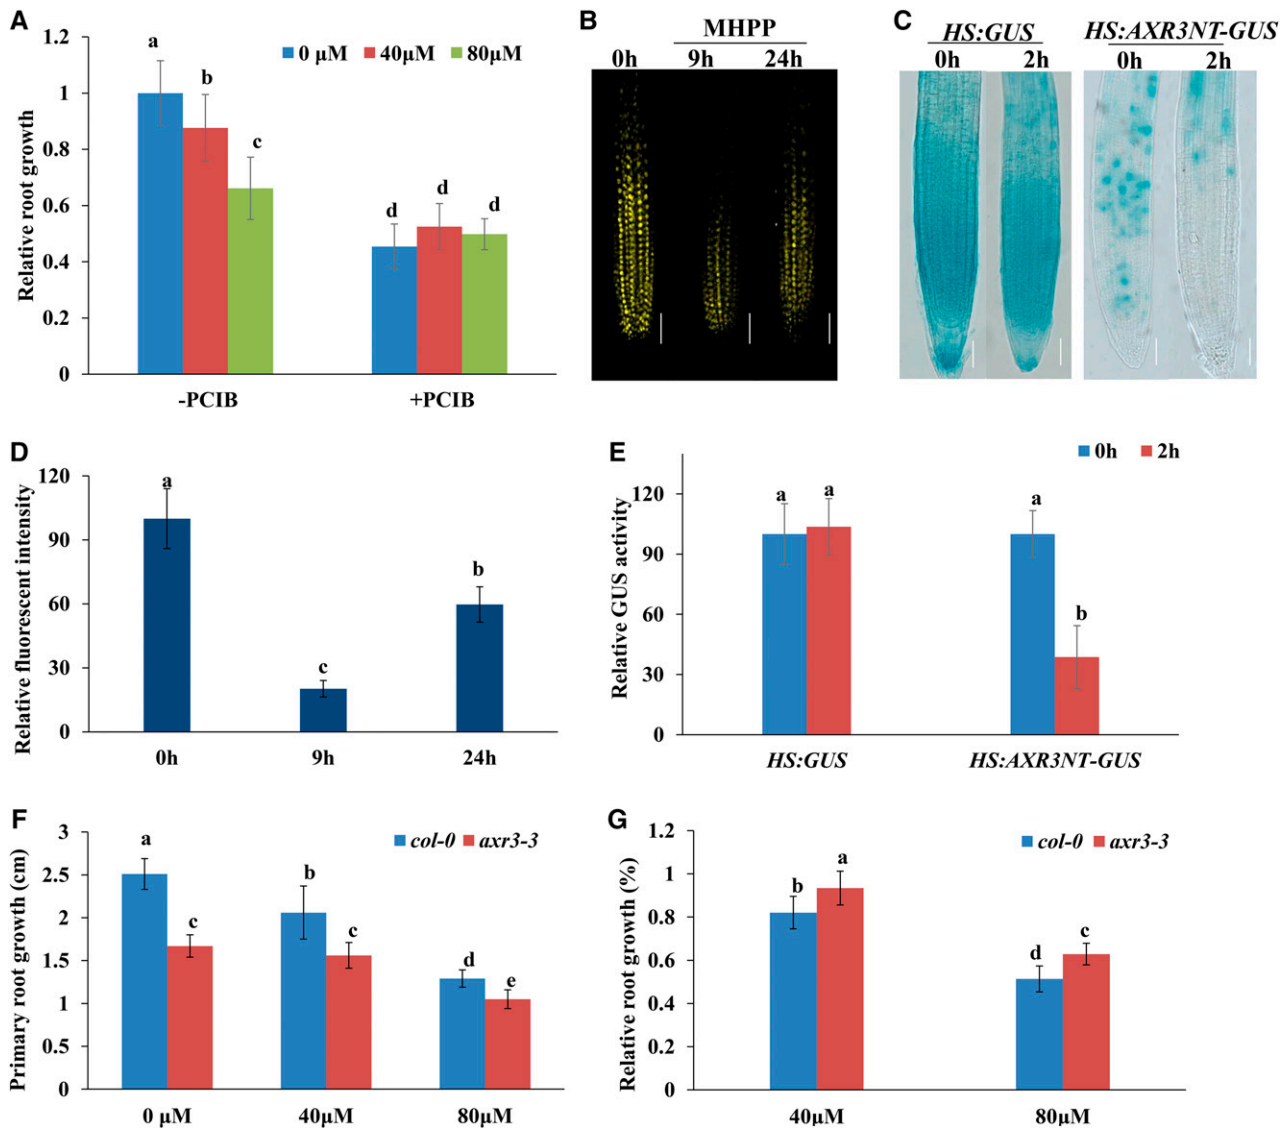 A
1.2
1
0.8
0.6
0.4
0.2
0
Relative root growth
0 μM 40μM 80μM
a
b
c
d
d
d
-PCIB +PCIB
B
MHPP
0h 9h 24h
C
HS:GUS HS:AXR3NT-GUS
0h 2h 0h 2h
D
120
90
60
30
0
Relative fluorescent intensity
a
c
b
0h 9h 24h
E
0h 2h
120
90
60
30
0
Relative GUS activity
a
a
a
b
HS:GUS HS:AXR3NT-GUS
F
3
2.5
2
1.5
1
0.5
0
Primary root growth (cm)
col-0 axr3-3
a
c
b
c
d
e
0 μM 40μM 80μM
G
1.2
1
0.8
0.6
0.4
0.2
0
Relative root growth (%)
col-0 axr3-3
b
a
d
c
40μM 80μM